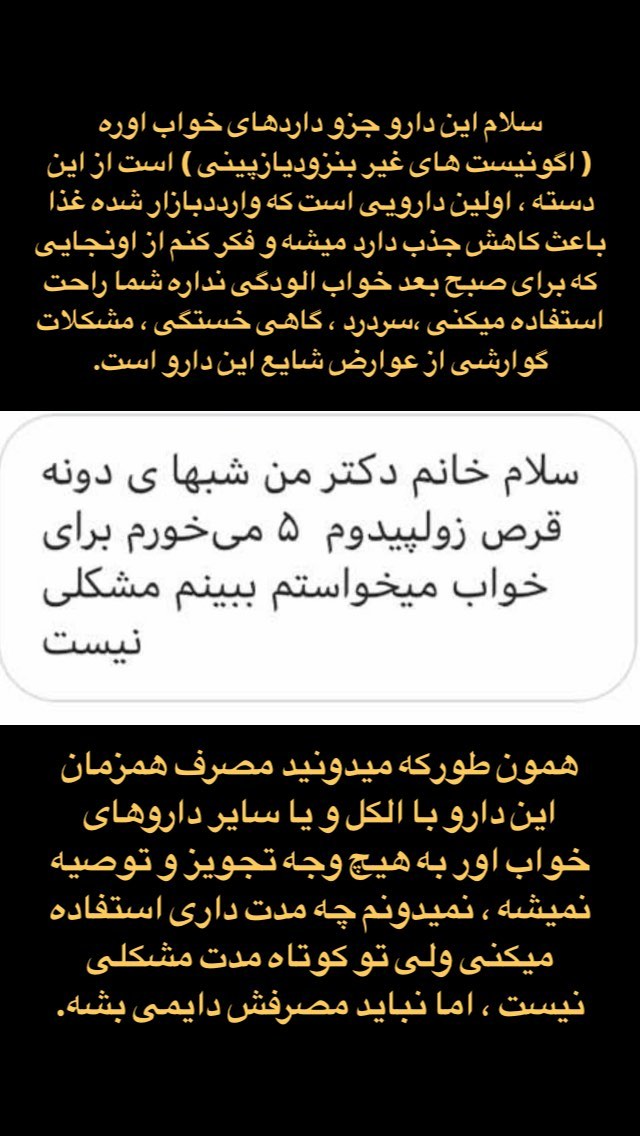 سلام این دارو جزو داردهای خواب اوره
( اگونیست های غیر بنزودیازپینی ) است از این
دسته ، اولین دارویی است که وارددبازار شده غذا
باعث کاهش جذب دارد میشه و فکر کنم از اونجایی
که برای صبح بعد خواب الودگی نداره شما راحت
استفاده میکنی ،سردرد ، گاهی خستگی ، مشکلات
گوارشی از عوارض شایع این دارو است.
سلام خانم دکتر من شبها ی دونه
قرص زولپیدوم ۵ می‌خورم برای
خواب میخواستم ببینم مشکلی
نیست
همون طورکه میدونید مصرف همزمان
این دارو با الکل و یا سایر داروهای
خواب اور به هیچ وجه تجویز و توصیه
نمیشه ، نمیدونم چه مدت داری استفاده
میکنی ولی تو کوتاه مدت مشکلی
نیست ، اما نباید مصرفش دایمی بشه.